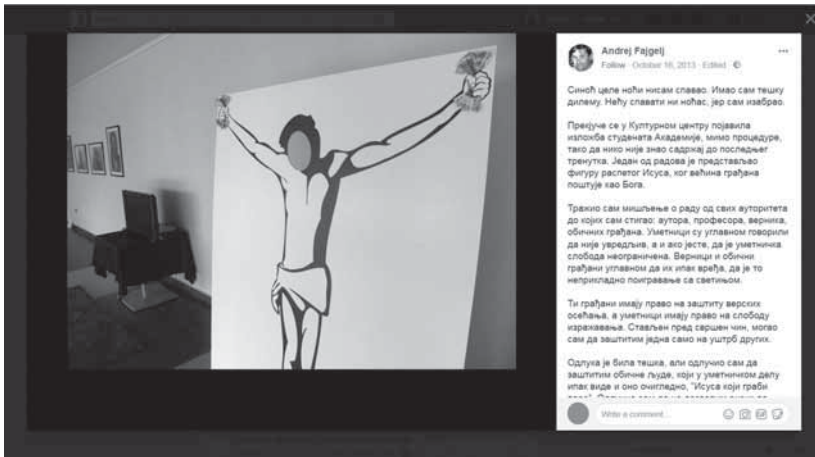 Andrej Fajgelj
Follow · October 16, 2013 · Edited ·
Синоћ целе ноћи нисам спавао. Имао сам тешку
дилему. Нећу спавати ни ноћас, јер сам изабрао.
Прекјуче се у Културном центру појавила
изложба студената Академије, мимо процедуре,
тако да нико није знао садржај до последњег
тренутка. Један од радова је представљао
фигуру распетог Исуса, ког већина грађана
поштује као Бога.
Тражио сам мишљење о раду од свих ауторитета
до којих сам стигао: аутора, професора, верника,
обичних грађана. Уметници су углавном говорили
да није увредљив, а и ако јесте, да је уметничка
слобода неограничена. Верници и обични
грађани углавном да их ипак вређа, да је то
неприкладно поигравање са светињом.
Ти грађани имају право на заштиту верских
осећања, а уметници имају право на слободу
изражавања. Стављен пред свршен чин, могао
сам да заштитим једна само на уштрб других.
Одлука је била тешка, али одлучио сам да
заштитим обичне људе, који у уметничком делу
ипак виде и оно очигледно, "Исуса који граби
Write a comment...